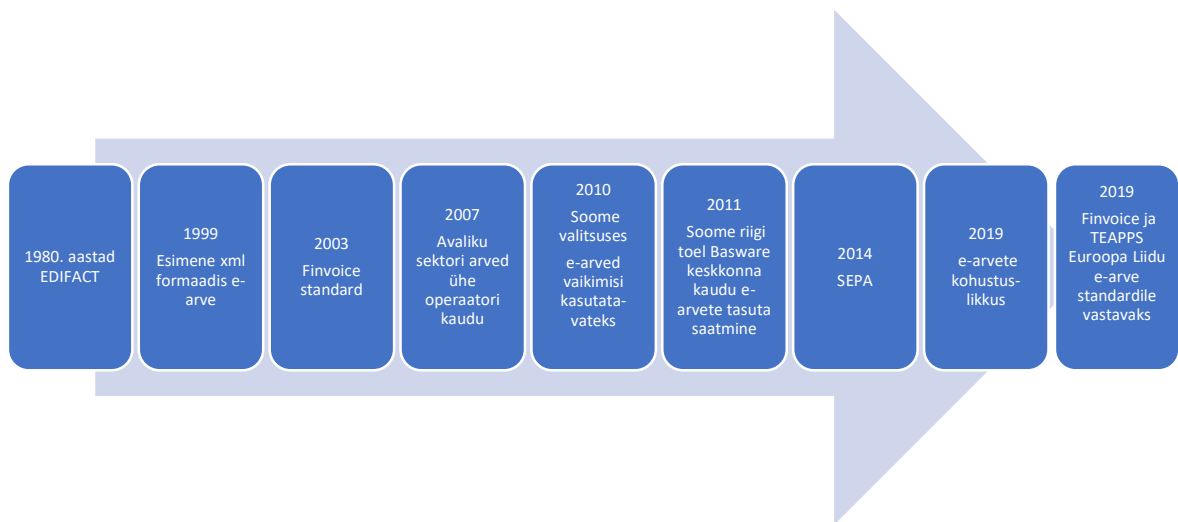 1980. aastad
EDIFACT
1999
Esimene xml
formaadis e-
arve
2003
Finvoice
standard
2007
Avaliku
sektori arved
ühe
operaatori
kaudu
2010
Soome
valitsuses
e-arved
vaikimisi
kasutata-
vateks
2011
Soome riigi
toel Basware
keskkonna
kaudu e-
arvete tasuta
saatmine
2014
SEPA
2019
e-arvete
kohustus-
likkus
2019
Finvoice ja
TEAPPS
Euroopa Liidu
e-arve
standardile
vastavaks